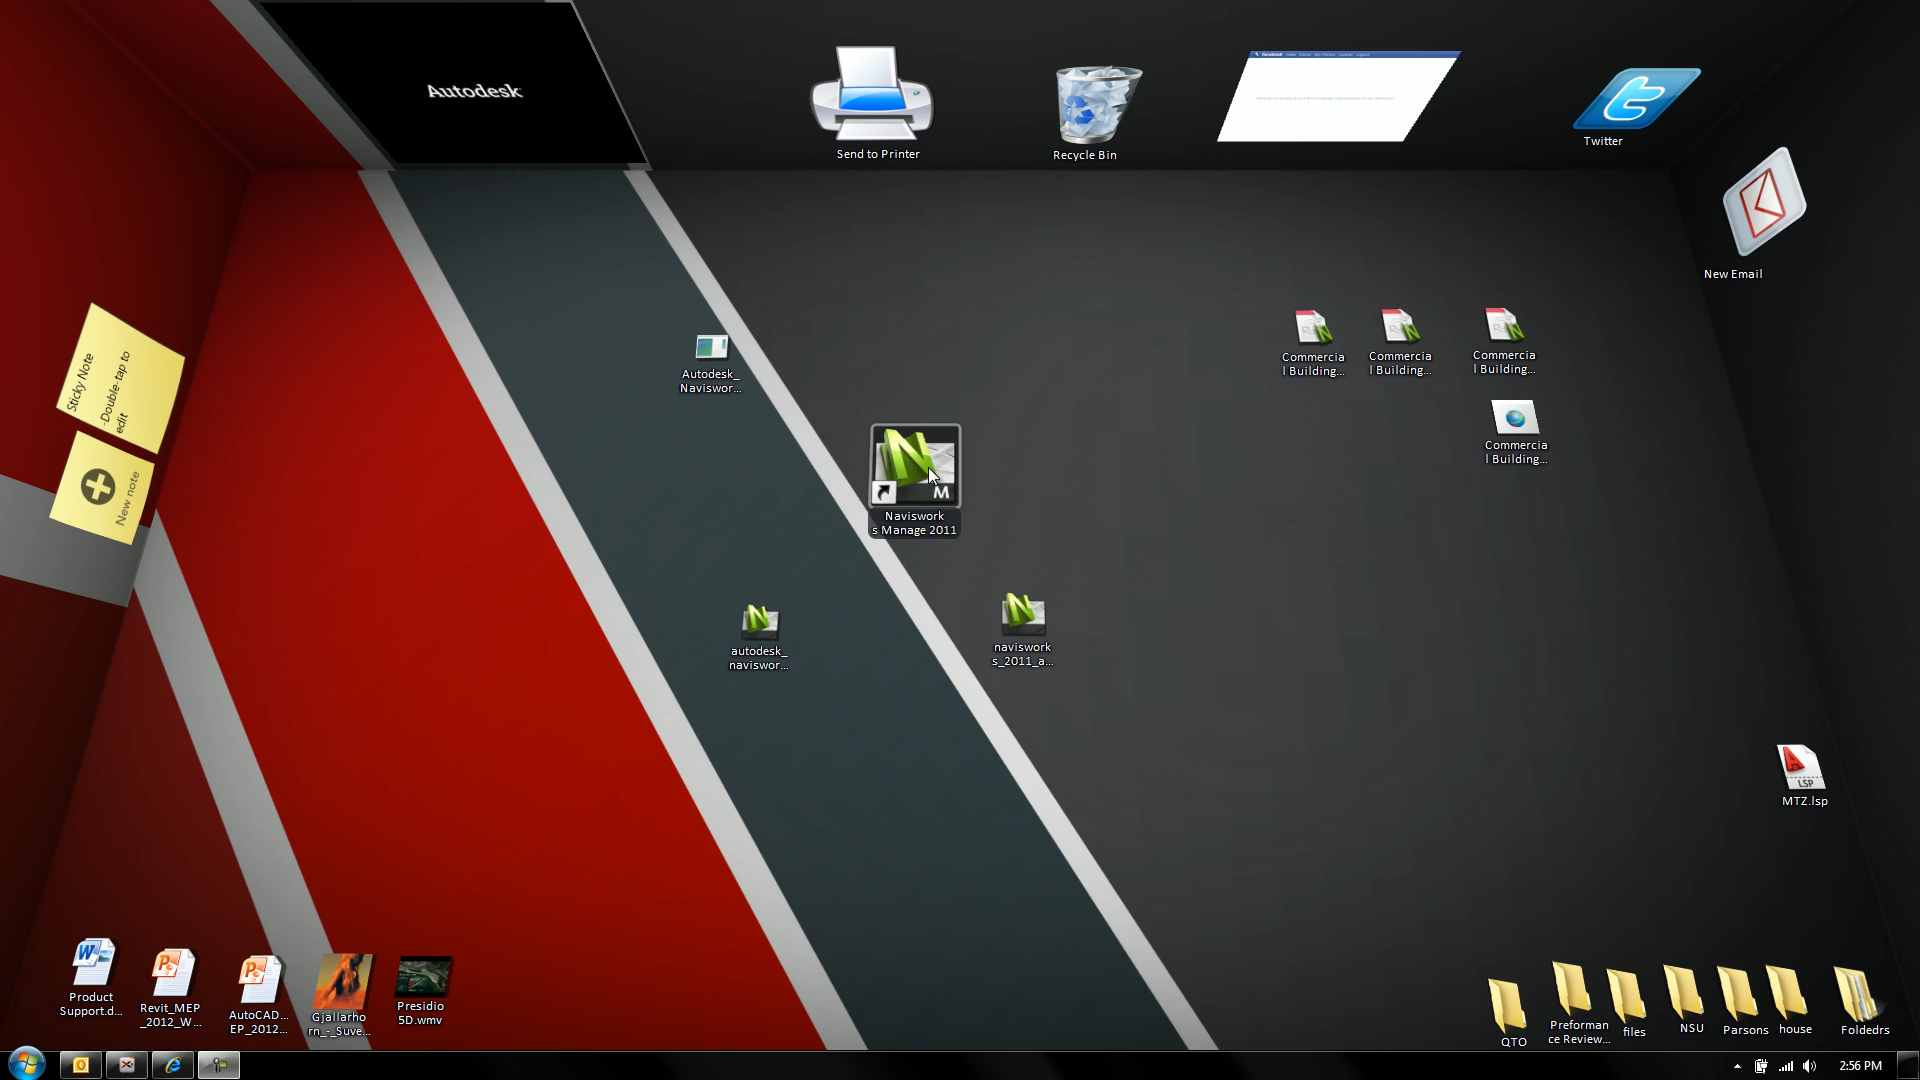 Autodesk
Send to Printer
Recycle Bin
facebook
Twitter
New Email
Sticky Note
-Double-tap to
edit
New note
Autodesk_
Naviswor...
Commercia
l Building...
Commercia
l Building...
Commercia
l Building...
Commercia
l Building...
M
Naviswork
s Manage 2011
autodesk_
naviswor...
naviswork
s_2011_a...
LSP
MTZ.lsp
Product
Support.d...
Revit_MEP
_2012_W...
AutoCAD...
EP_2012...
Gjallarho
rn_-_Suve...
Presidio
5D.wmv
QTO
Preforman
ce Review...
files
NSU
Parsons
house
Foldedrs
2:56 PM